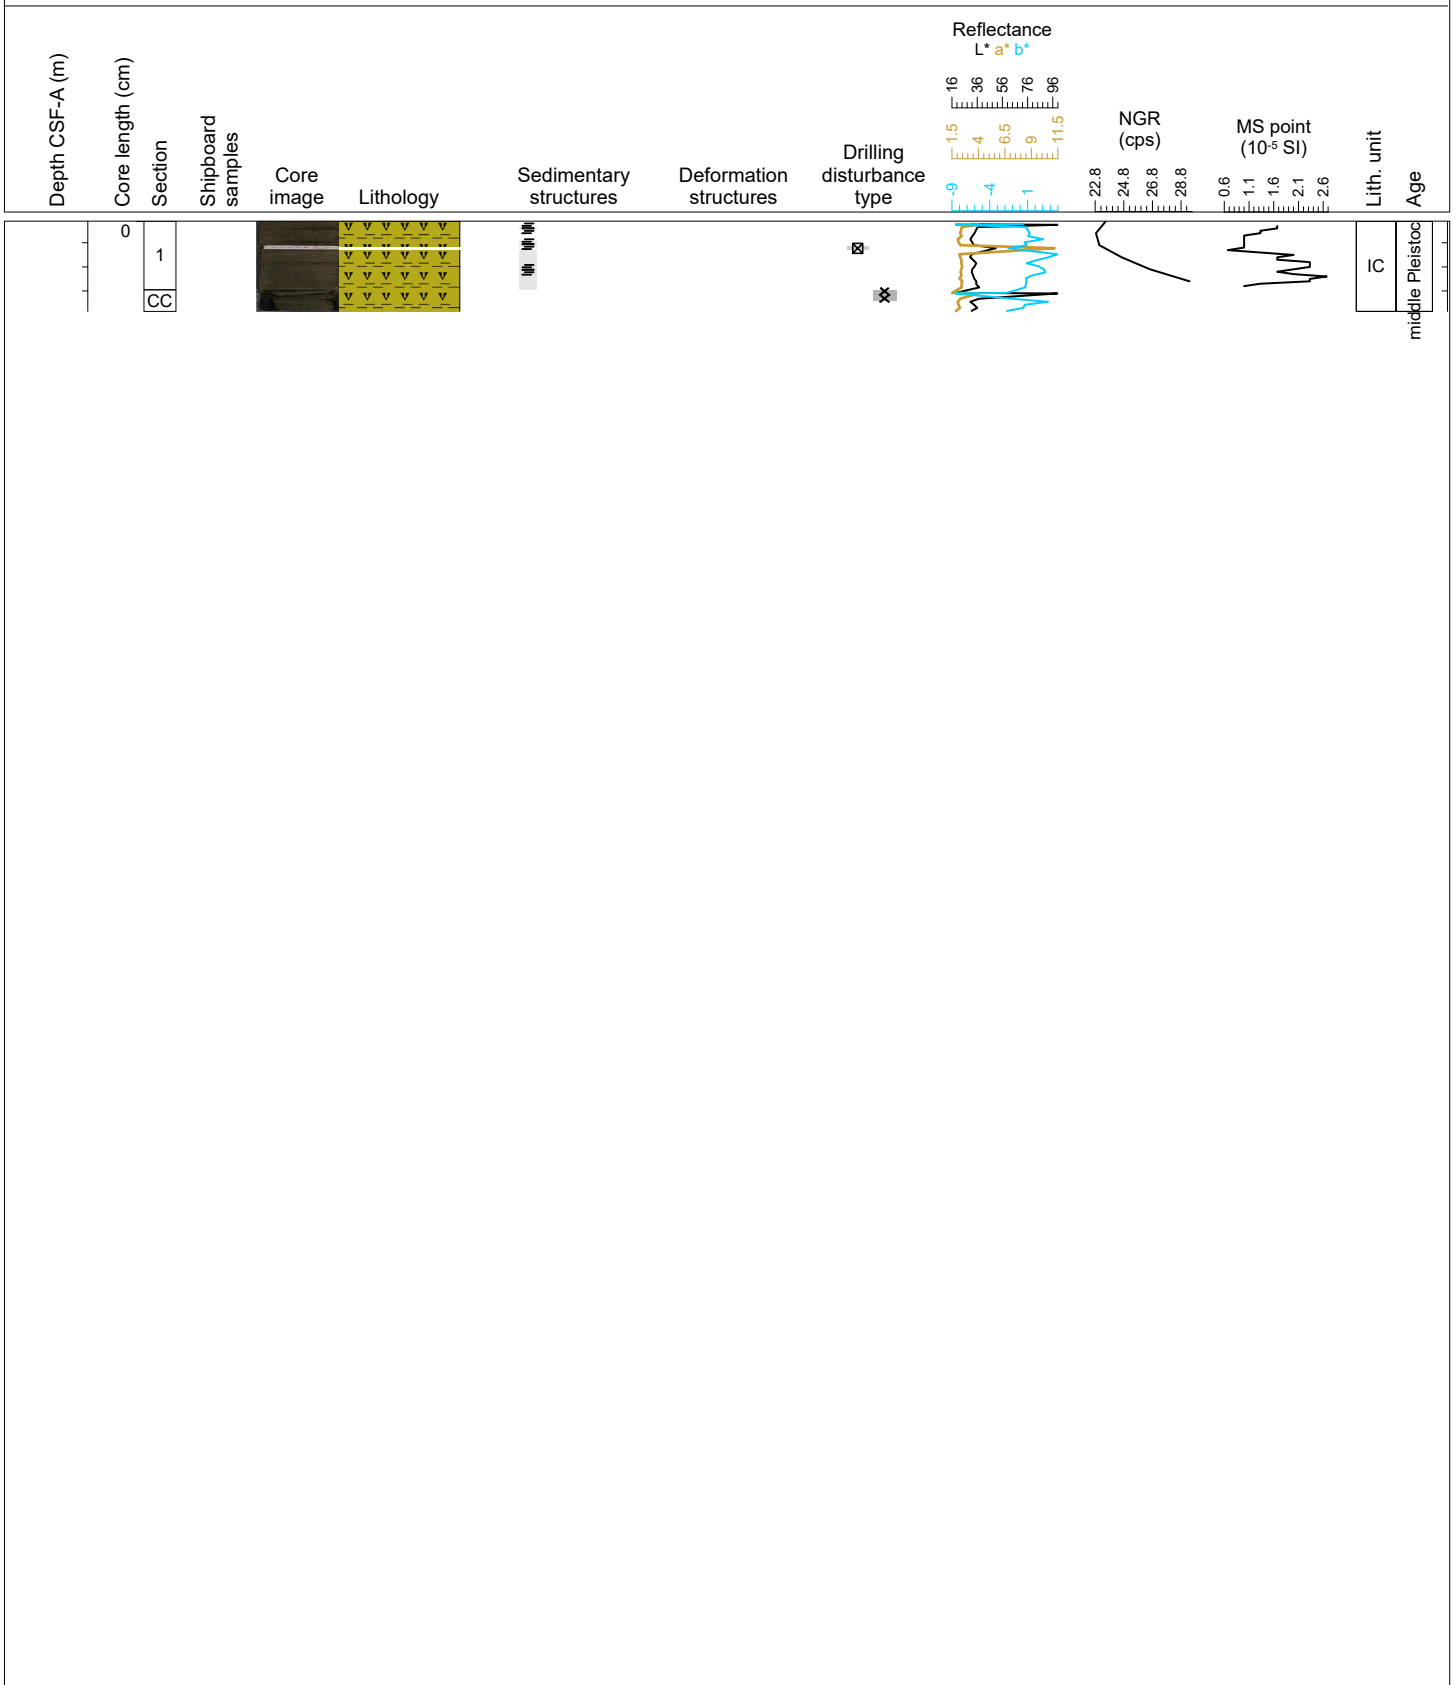 Depth CSF-A (m)
Core length (cm)
Section
Shipboard
samples
Core
image
Lithology
Sedimentary
structures
Deformation
structures
Drilling
disturbance
type
Reflectance
L* a* b*
16 36 56 76 96
1.5 4 6.5 9 11.5
-9 -4 1
NGR
(cps)
22.8 24.8 26.8 28.8
MS point
(10-5 SI)
0.6 1.1 1.6 2.1 2.6
Lith. unit
Age
0
1
CC
IC
middle Pleistoc